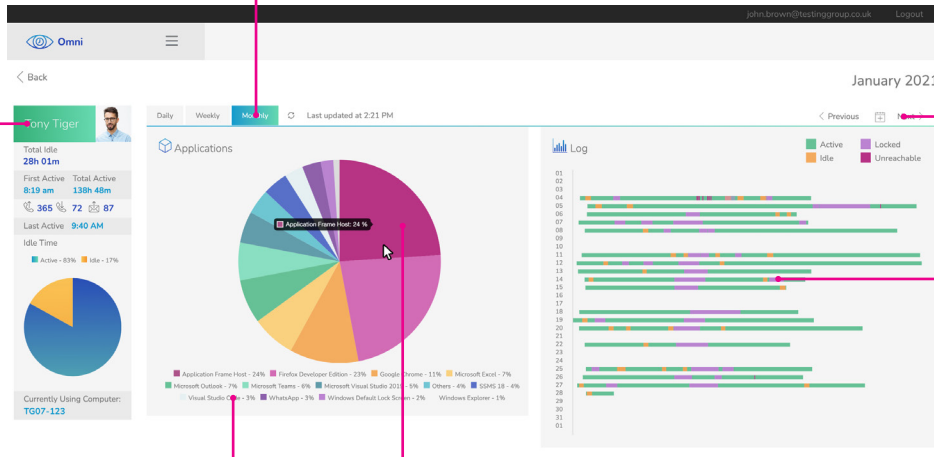 john.brown@testinggroup.co.uk Logout
Omni
Back
January 2021
Tony Tiger
Daily Weekly Monthly Last updated at 2:21 PM
Previous Next
Total Idle
28h 01m
First Active Total Active
8:19 am 138h 48m
365 72 87
Last Active 9:40 AM
Idle Time
Active - 83% Idle - 17%
Currently Using Computer:
TG07-123
Applications
Application Frame Host: 24 %
Application Frame Host - 24% Firefox Developer Edition - 23% Google Chrome - 11% Microsoft Excel - 7%
Microsoft Outlook - 7% Microsoft Teams - 6% Microsoft Visual Studio 2019 - 5% Others - 4% SSMS 18 - 4%
Visual Studio Code - 3% WhatsApp - 3% Windows Default Lock Screen - 2% Windows Explorer - 1%
Log
Active Locked
Idle Unreachable
01
02
03
04
05
06
07
08
09
10
11
12
13
14
15
16
17
18
19
20
21
22
23
24
25
26
27
28
29
30
31
01